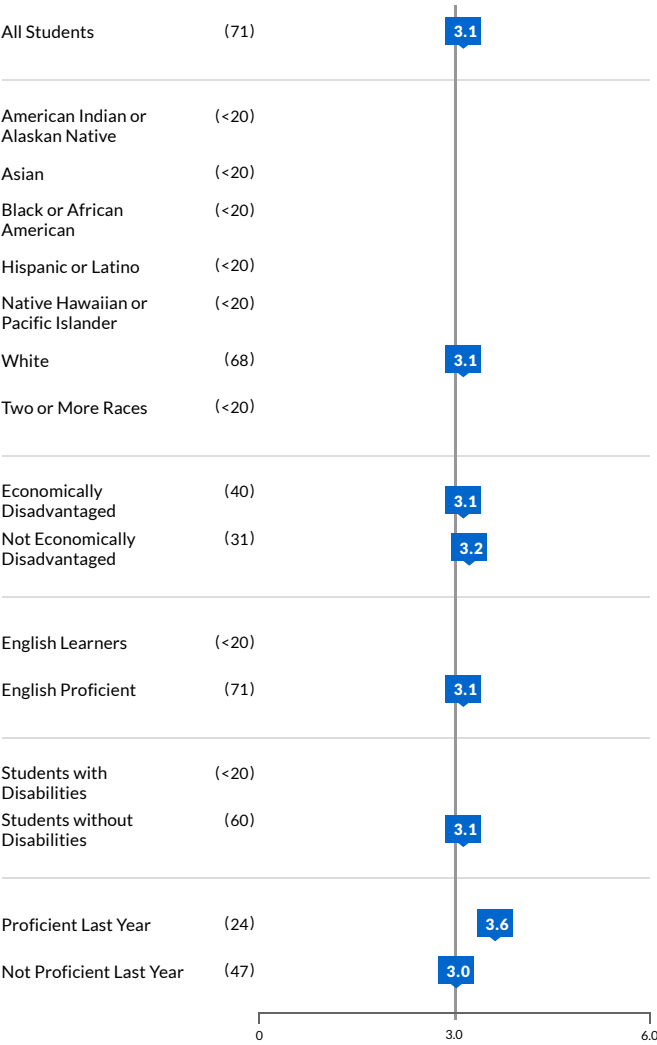 All Students (71) 3.1
American Indian or (<20)
Alaskan Native
Asian (<20)
Black or African (<20)
American
Hispanic or Latino (<20)
Native Hawaiian or (<20)
Pacific Islander
White (68) 3.1
Two or More Races (<20)
Economically (40) 3.1
Disadvantaged
Not Economically (31) 3.2
Disadvantaged
English Learners (<20)
English Proficient (71) 3.1
Students with (<20)
Disabilities
Students without (60) 3.1
Disabilities
Proficient Last Year (24) 3.6
Not Proficient Last Year (47) 3.0
0 3.0 6.0